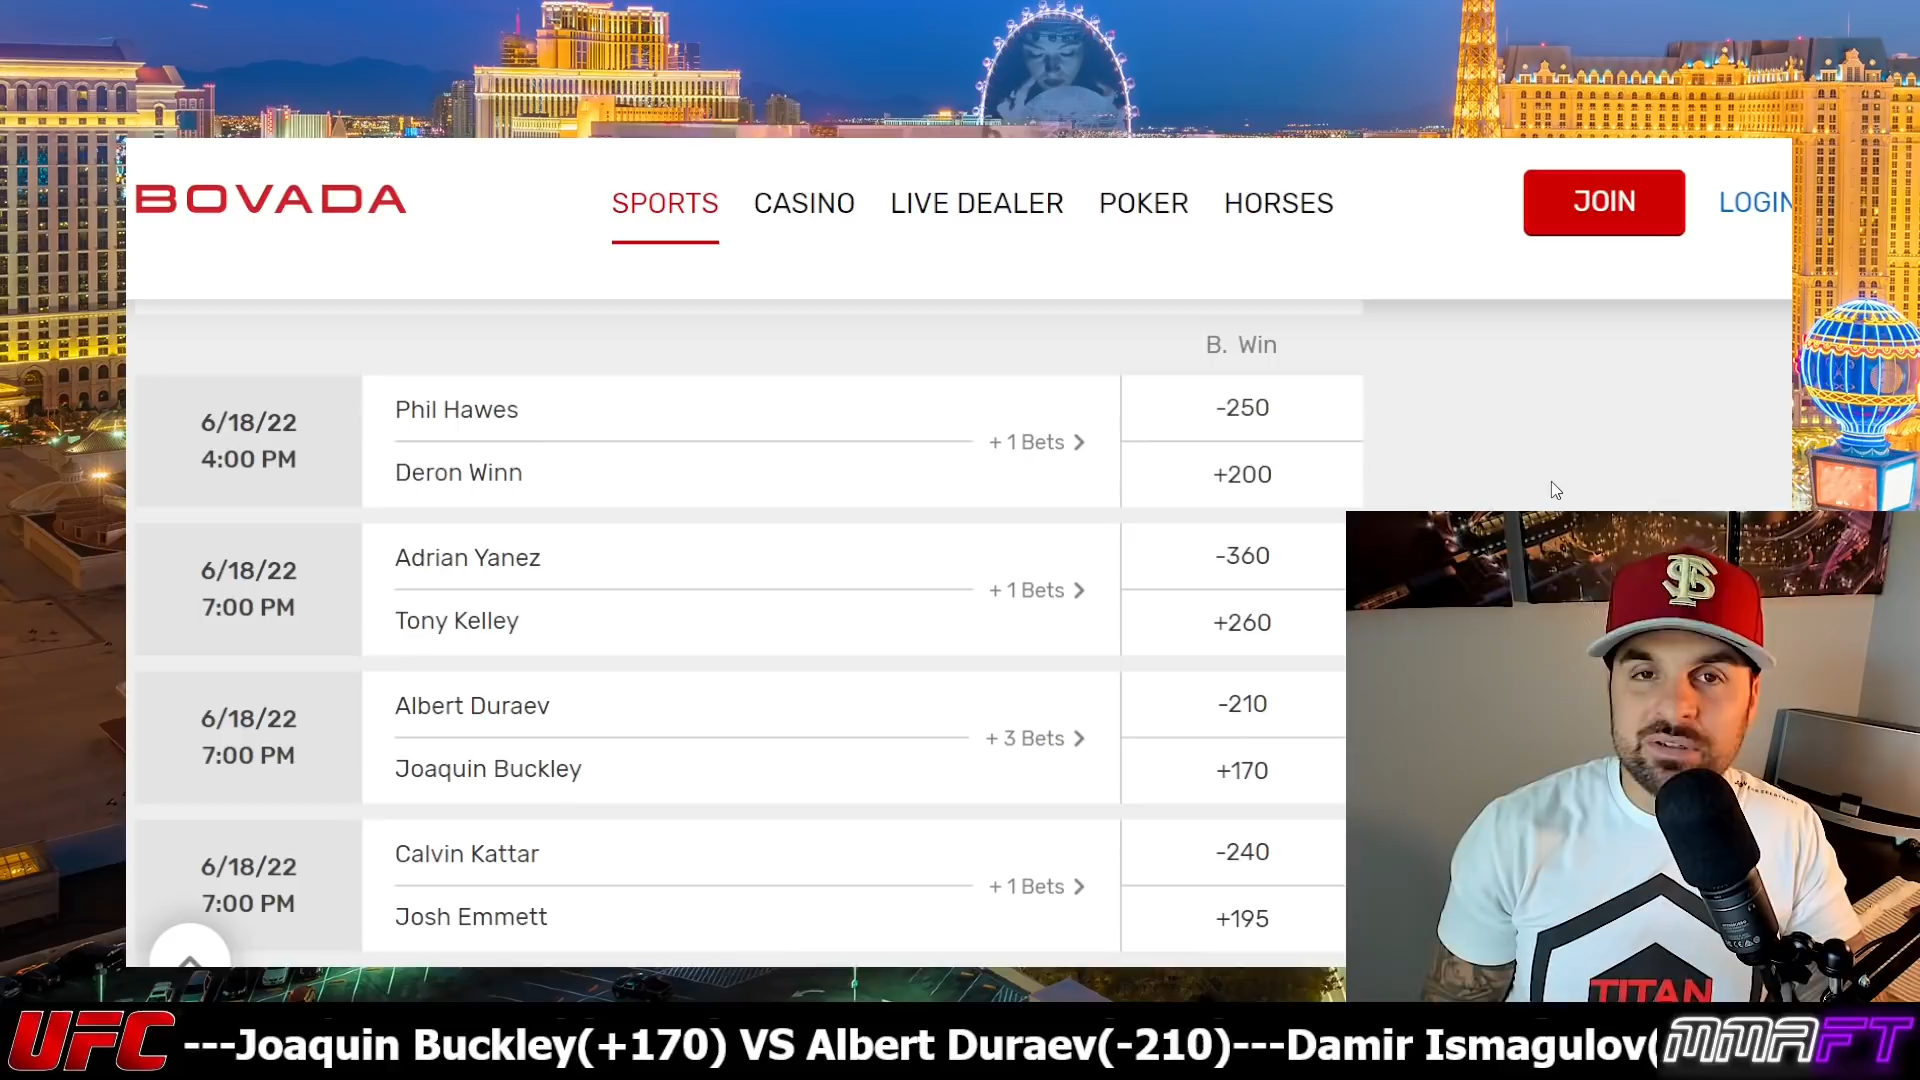 BOVADA
SPORTS CASINO LIVE DEALER POKER HORSES
JOIN LOGIN
B. Win
6/18/22
4:00 PM
Phil Hawes
Deron Winn
+ 1 Bets
-250
+200
6/18/22
7:00 PM
Adrian Yanez
Tony Kelley
+ 1 Bets
-360
+260
6/18/22
7:00 PM
Albert Duraev
Joaquin Buckley
+ 3 Bets
-210
+170
6/18/22
7:00 PM
Calvin Kattar
Josh Emmett
+ 1 Bets
-240
+195
TITAN
UFC ---Joaquin Buckley(+170) VS Albert Duraev(-210)---Damir Ismagulov( MMAFT